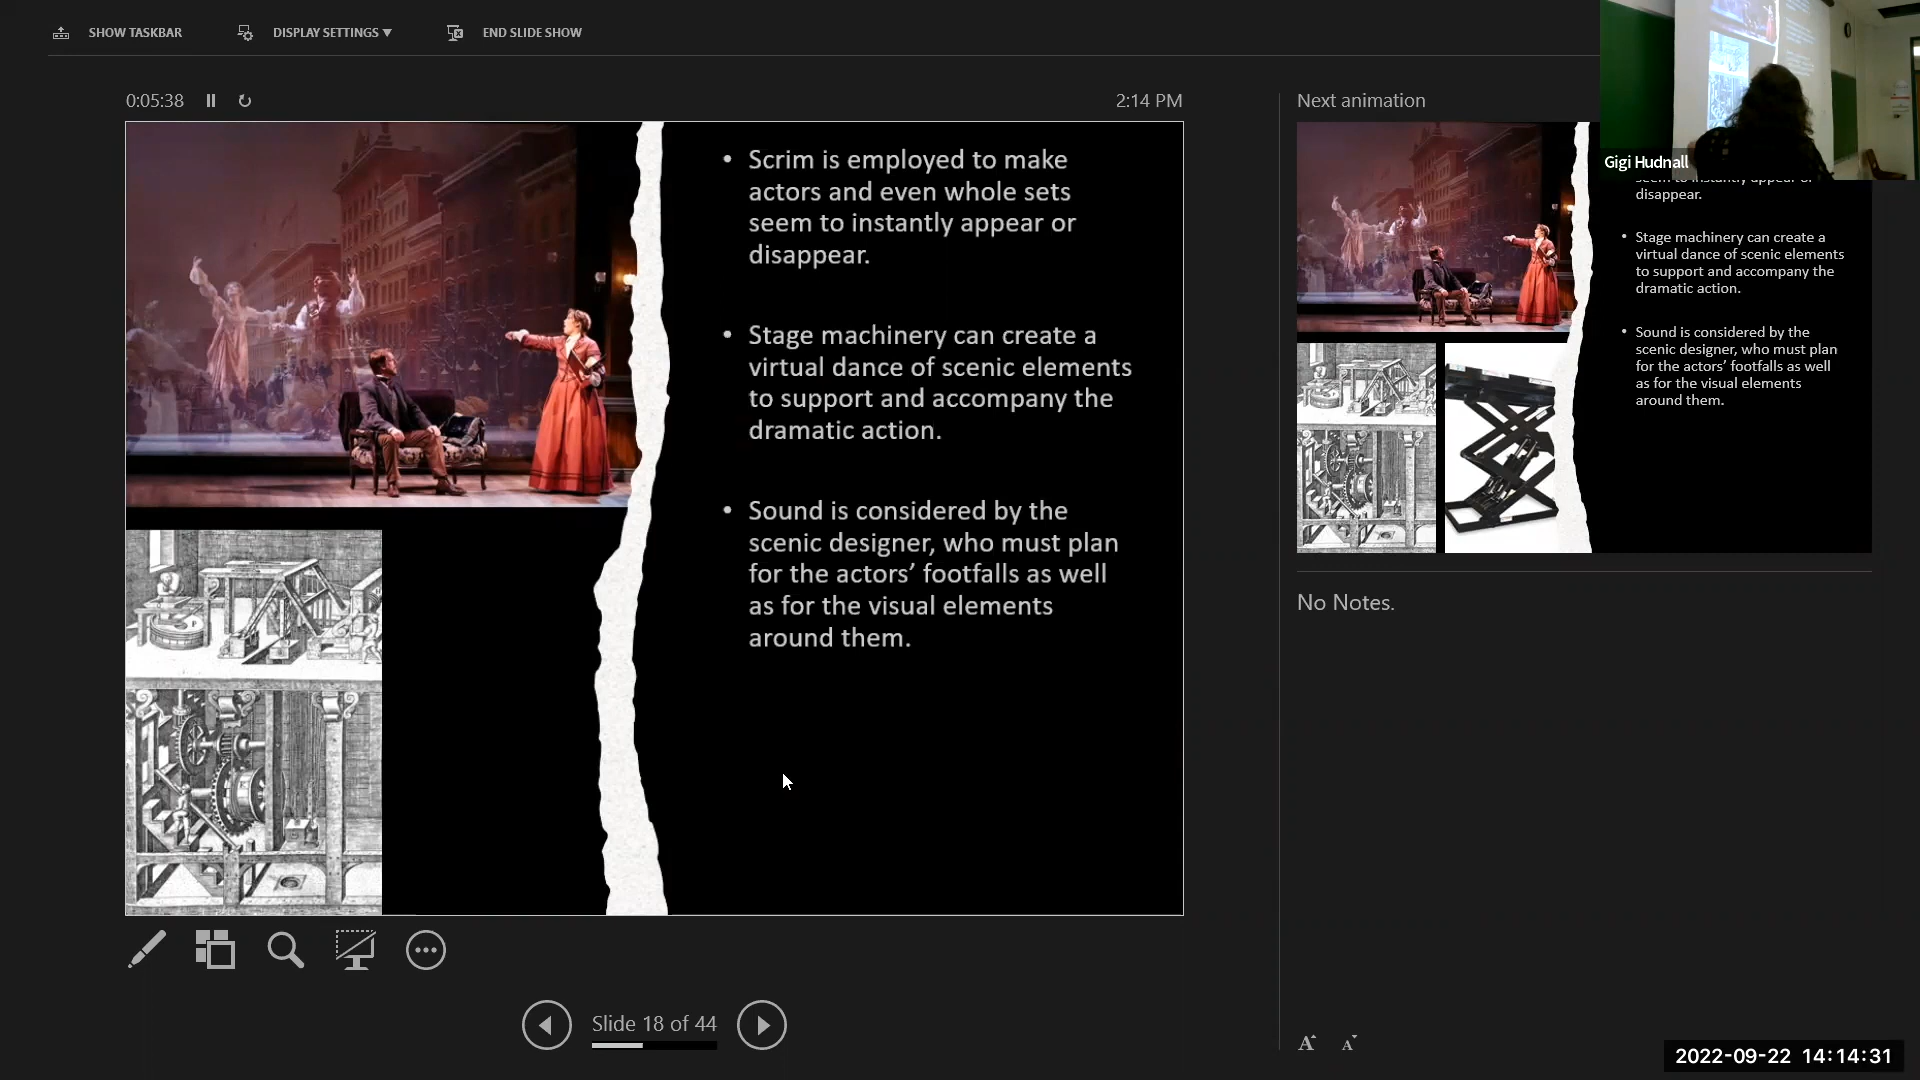 SHOW TASKBAR
DISPLAY SETTINGS ▼
END SLIDE SHOW
0:05:38
2:14 PM
• Scrim is employed to make
actors and even whole sets
seem to instantly appear or
disappear.
• Stage machinery can create a
virtual dance of scenic elements
to support and accompany the
dramatic action.
• Sound is considered by the
scenic designer, who must plan
for the actors’ footfalls as well
as for the visual elements
around them.
Slide 18 of 44
Next animation
Gigi Hudnall
seem to instantly appear or
disappear.
• Stage machinery can create a
virtual dance of scenic elements
to support and accompany the
dramatic action.
• Sound is considered by the
scenic designer, who must plan
for the actors’ footfalls as well
as for the visual elements
around them.
No Notes.
A A
2022-09-22 14:14:31